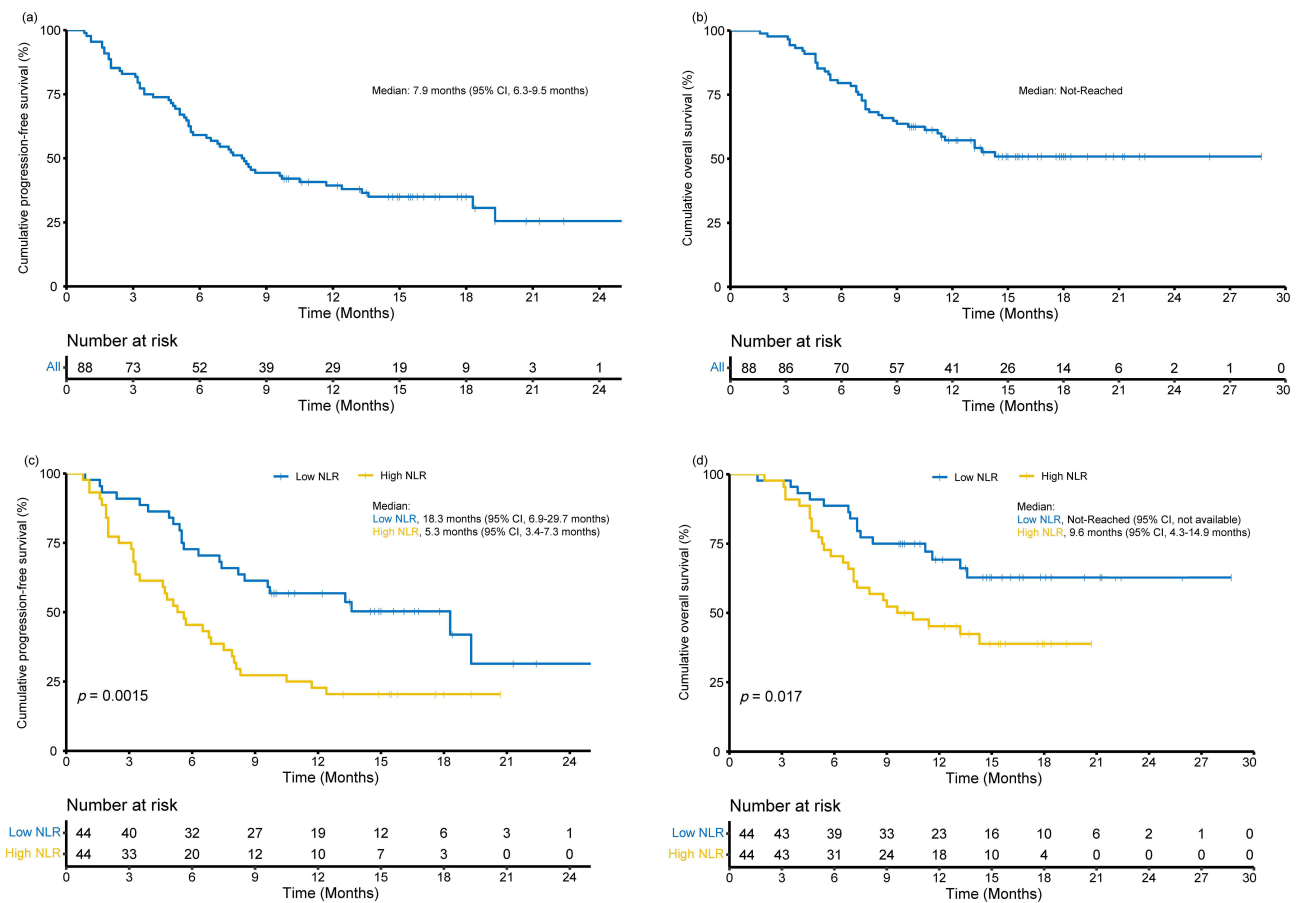 (a)
Cumulative progression-free survival (%)
100
75
50
25
0
Median: 7.9 months (95% CI, 6.3-9.5 months)
0 3 6 9 12 15 18 21 24
Time (Months)
Number at risk
All 88 73 52 39 29 19 9 3 1
0 3 6 9 12 15 18 21 24
Time (Months)
(b)
Cumulative overall survival (%)
100
75
50
25
0
Median: Not-Reached
0 3 6 9 12 15 18 21 24 27 30
Time (Months)
Number at risk
All 88 86 70 57 41 26 14 6 2 1 0
0 3 6 9 12 15 18 21 24 27 30
Time (Months)
(c)
Cumulative progression-free survival (%)
100
75
50
25
0
Low NLR High NLR
Median:
Low NLR, 18.3 months (95% CI, 6.9-29.7 months)
High NLR, 5.3 months (95% CI, 3.4-7.3 months)
p = 0.0015
0 3 6 9 12 15 18 21 24
Time (Months)
Number at risk
Low NLR 44 40 32 27 19 12 6 3 1
High NLR 44 33 20 12 10 7 3 0 0
0 3 6 9 12 15 18 21 24
Time (Months)
(d)
Cumulative overall survival (%)
100
75
50
25
0
Low NLR High NLR
Median:
Low NLR, Not-Reached (95% CI, not available)
High NLR, 9.6 months (95% CI, 4.3-14.9 months)
p = 0.017
0 3 6 9 12 15 18 21 24 27 30
Time (Months)
Number at risk
Low NLR 44 43 39 33 23 16 10 6 2 1 0
High NLR 44 43 31 24 18 10 4 0 0 0 0
0 3 6 9 12 15 18 21 24 27 30
Time (Months)